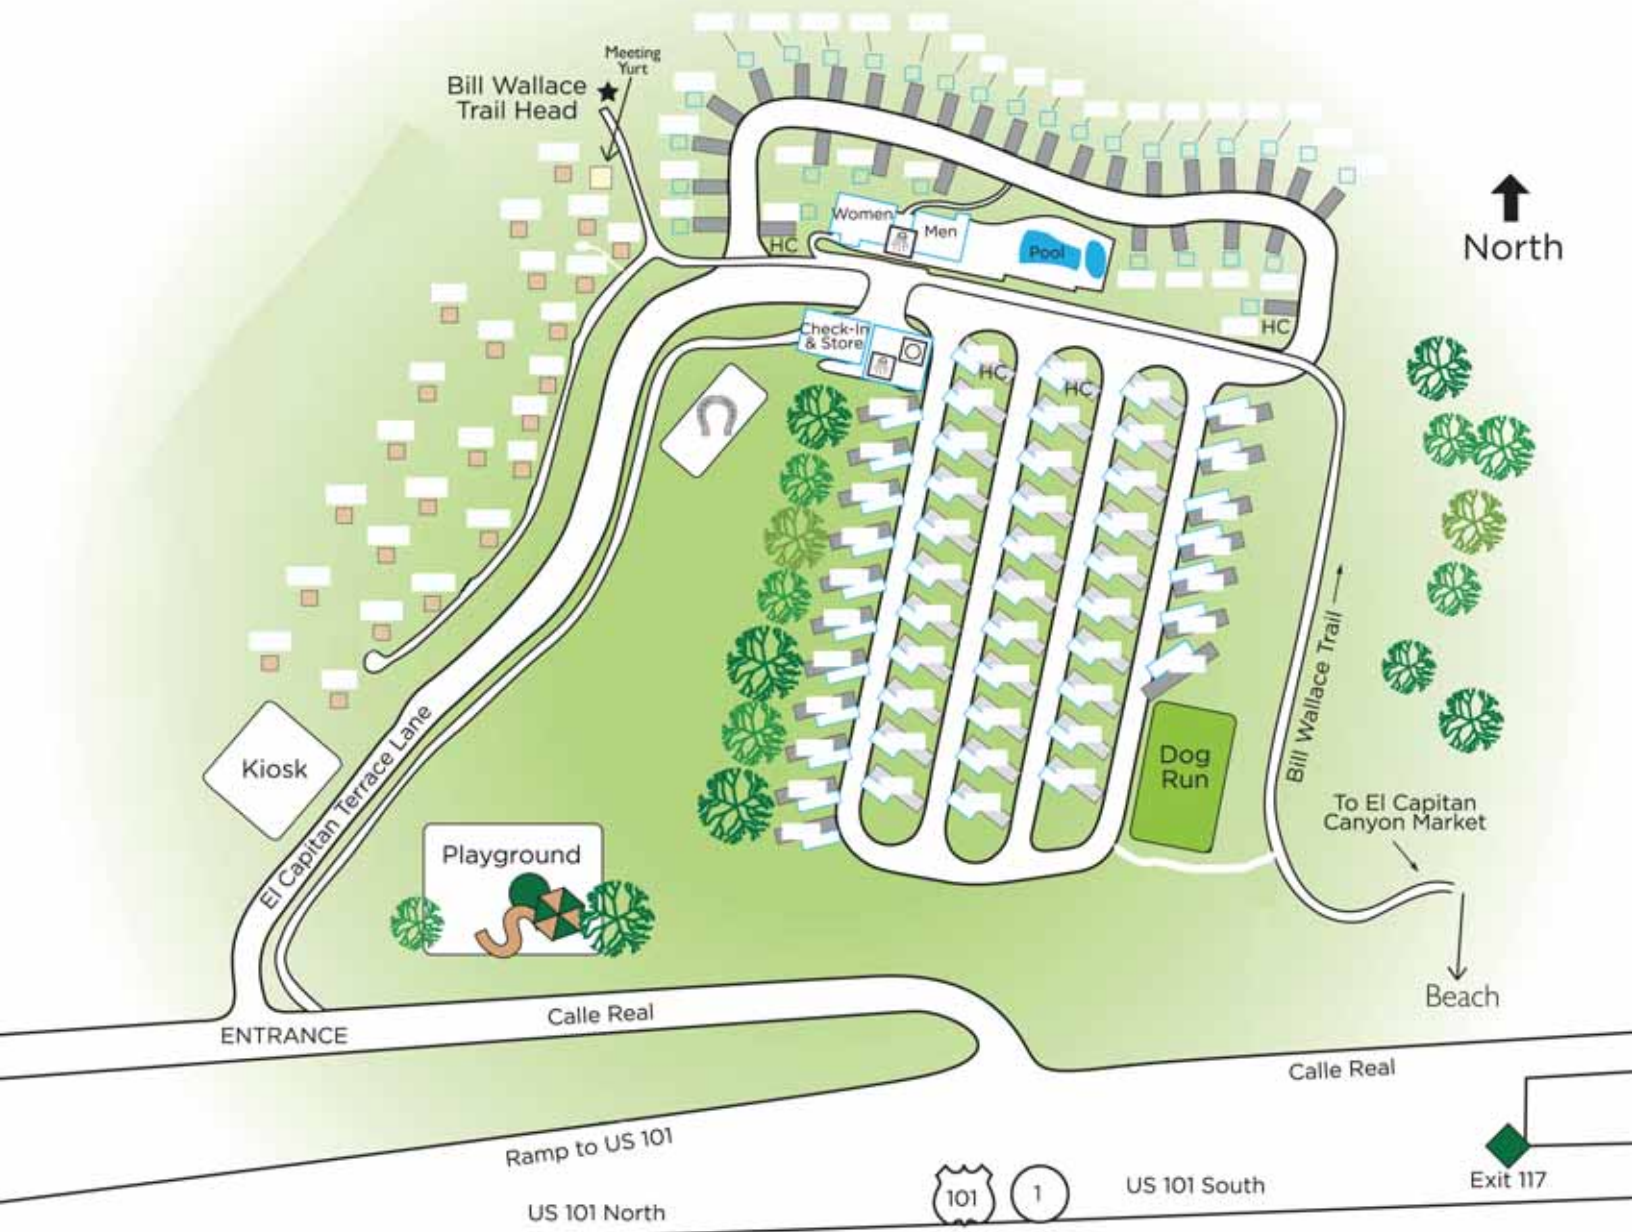 Meeting
Yurt
Bill Wallace
Trail Head
Women
Men
Pool
HC
North
Check-In
& Store
HC
HC
HC
Bill Wallace Trail
Dog
Run
Kiosk
El Capitan Terrace Lane
To El Capitan
Canyon Market
Playground
Beach
Calle Real
ENTRANCE
Calle Real
Ramp to US 101
Exit 117
101
1
US 101 South
US 101 North